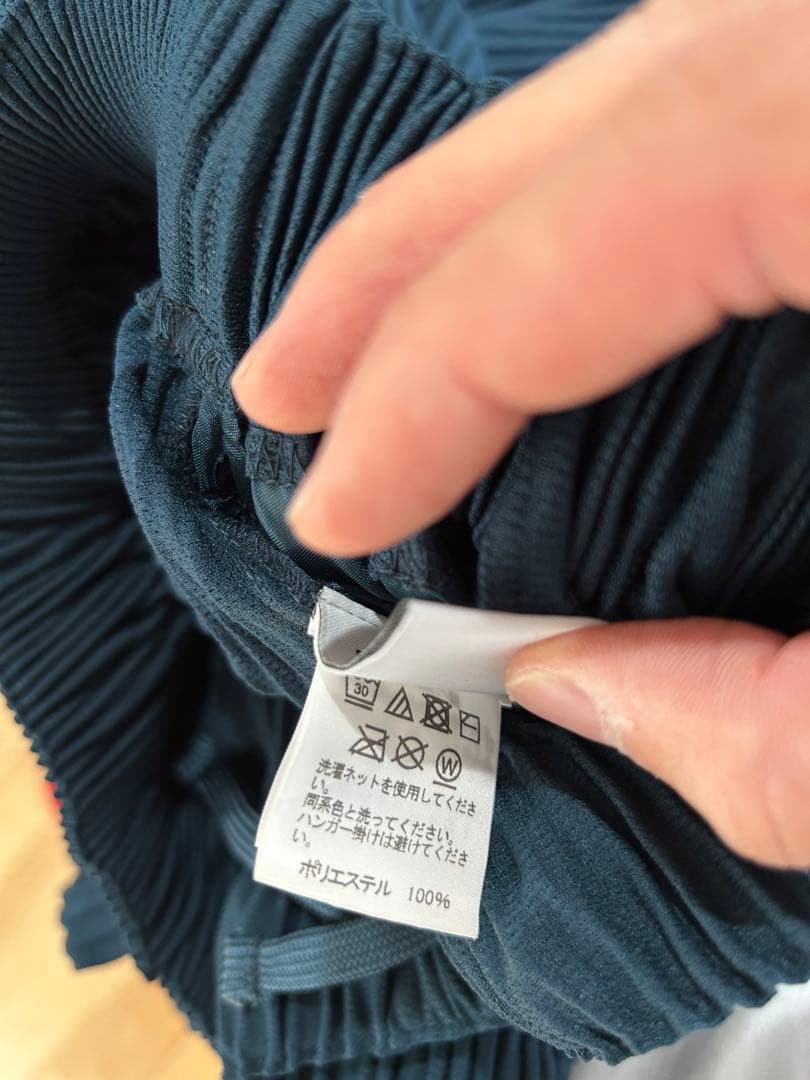 30
W
洗濯ネットを使用してくださ
い。
同系色と洗ってください。
ハンガー掛けは避けてくださ
い。
ポリエステル 100%